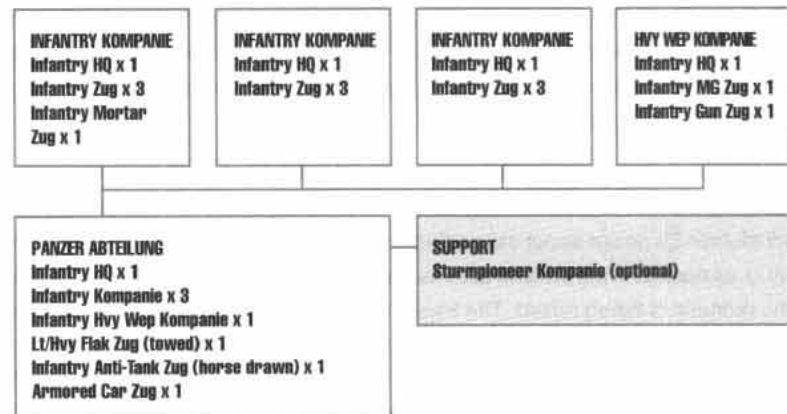 INFANTRY KOMPANIE
Infantry HQ x 1
Infantry Zug x 3
Infantry Mortar
Zug x 1
INFANTRY KOMPANIE
Infantry HQ x 1
Infantry Zug x 3
INFANTRY KOMPANIE
Infantry HQ x 1
Infantry Zug x 3
HVY WEP KOMPANIE
Infantry HQ x 1
Infantry MG Zug x 1
Infantry Gun Zug x 1
PANZER ABTEILUNG
Infantry HQ x 1
Infantry Kompanie x 3
Infantry Hvy Wep Kompanie x 1
Lt/Hvy Flak Zug (towed) x 1
Infantry Anti-Tank Zug (horse drawn) x 1
Armored Car Zug x 1
SUPPORT
Sturmpioneer Kompanie (optional)